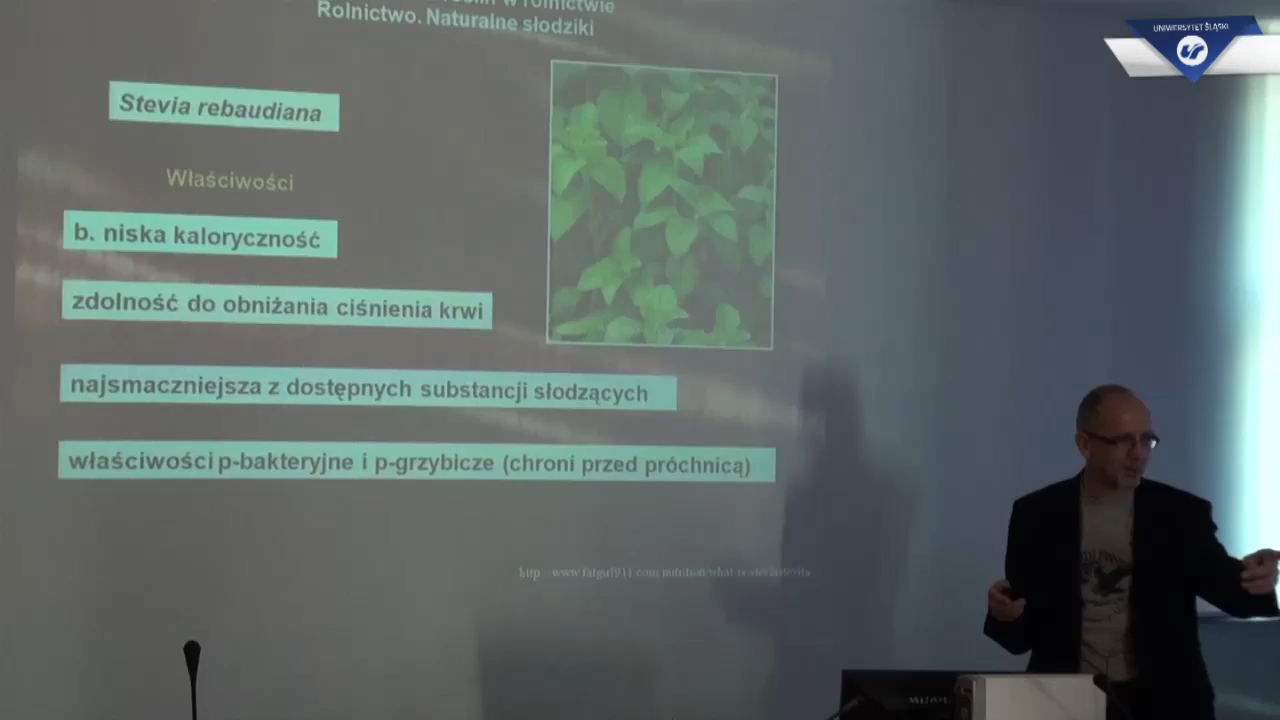 w rolnictwie
Rolnictwo. Naturalne słodziki
UNIWERSYTET ŚLĄSKI
Stevia rebaudiana
Właściwości
b. niska kaloryczność
zdolność do obniżania ciśnienia krwi
najsmaczniejsza z dostępnych substancji słodzących
właściwości p-bakteryjne i p-grzybicze (chroni przed próchnicą)